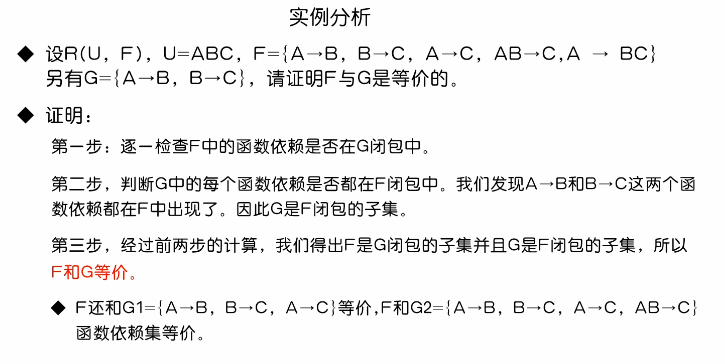 实例分析
◆ 设R(U, F), U=ABC, F={A→B, B→C, A→C, AB→C,A → BC}
另有G={A→B, B→C}, 请证明F与G是等价的。
◆ 证明:
第一步: 逐一检查F中的函数依赖是否在G闭包中。
第二步, 判断G中的每个函数依赖是否都在F闭包中。我们发现A→B和B→C这两个函
数依赖都在F中出现了。因此G是F闭包的子集。
第三步, 经过前两步的计算, 我们得出F是G闭包的子集并且G是F闭包的子集, 所以
F和G等价。
◆ F还和G1={A→B, B→C, A→C}等价,F和G2={A→B, B→C, A→C, AB→C}
函数依赖集等价。